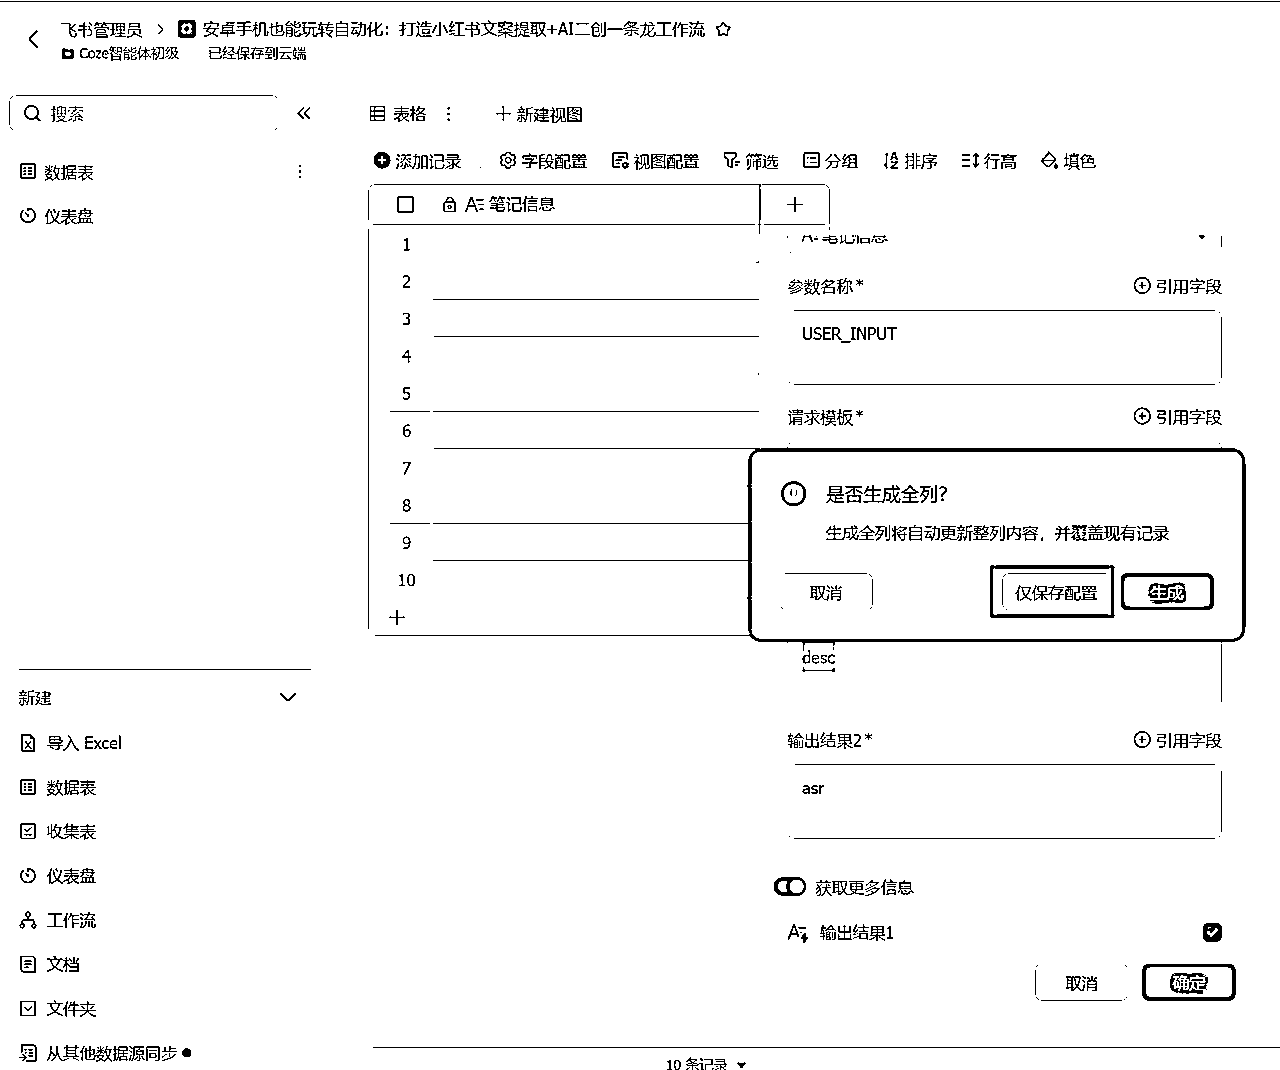 飞书管理员 > 安卓手机也能玩转自动化：打造小红书文案提取+AI二创一条龙工作流
Coze智能体初级 已经保存到云端
搜索
数据表
仪表盘
表格 新建视图
添加记录 字段配置 视图配置 筛选 分组 排序 行高 填色
笔记信息
1
2
3
4
5
6
7
8
9
10
笔记信息
参数名称* 引用字段
USER_INPUT
请求模板* 引用字段
是否生成全列？
生成全列将自动更新整列内容，并覆盖现有记录
取消 仅保存配置 生成
desc
输出结果2* 引用字段
asr
获取更多信息
输出结果1
取消 确定
新建
导入 Excel
数据表
收集表
仪表盘
工作流
文档
文件夹
从其他数据源同步
10 条记录